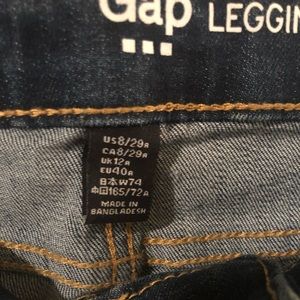 Gap LEGGIN
US8/29R
CA8/29R
UK12R
EU40R
日本W74
中国165/72A
MADE IN
BANGLADESH